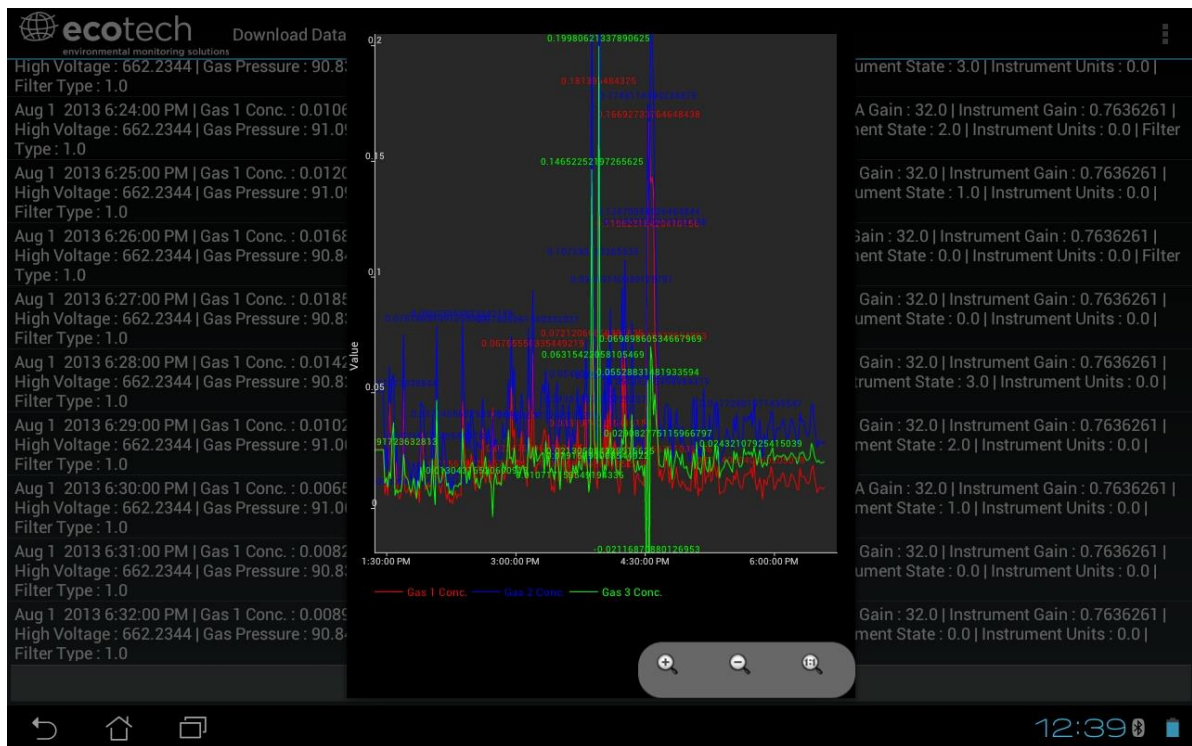 ecotech
environmental monitoring solutions
Download Data
High Voltage : 662.2344 | Gas Pressure : 90.8
Filter Type : 1.0
Aug 1 2013 6:24:00 PM | Gas 1 Conc. : 0.0106
High Voltage : 662.2344 | Gas Pressure : 91.0
Type : 1.0
Aug 1 2013 6:25:00 PM | Gas 1 Conc. : 0.0120
High Voltage : 662.2344 | Gas Pressure : 91.0
Filter Type : 1.0
Aug 1 2013 6:26:00 PM | Gas 1 Conc. : 0.0168
High Voltage : 662.2344 | Gas Pressure : 90.8
Type : 1.0
Aug 1 2013 6:27:00 PM | Gas 1 Conc. : 0.0185
High Voltage : 662.2344 | Gas Pressure : 90.8
Filter Type : 1.0
Aug 1 2013 6:28:00 PM | Gas 1 Conc. : 0.0142
High Voltage : 662.2344 | Gas Pressure : 90.8
Filter Type : 1.0
Aug 1 2013 6:29:00 PM | Gas 1 Conc. : 0.0102
High Voltage : 662.2344 | Gas Pressure : 91.0
Filter Type : 1.0
Aug 1 2013 6:30:00 PM | Gas 1 Conc. : 0.0065
High Voltage : 662.2344 | Gas Pressure : 91.0
Filter Type : 1.0
Aug 1 2013 6:31:00 PM | Gas 1 Conc. : 0.0082
High Voltage : 662.2344 | Gas Pressure : 90.8
Filter Type : 1.0
Aug 1 2013 6:32:00 PM | Gas 1 Conc. : 0.0089
High Voltage : 662.2344 | Gas Pressure : 90.8
Filter Type : 1.0
0.2
0.15
0.1
0.05
0
Value
0.19980621337890625
0.14652252197265625
0.06315422058105469
0.06989860534667969
0.05528831481933594
0.029082775115966797
0.02432107925415039
1:30:00 PM
3:00:00 PM
4:30:00 PM
6:00:00 PM
Gas 1 Conc.
Gas 2 Conc.
Gas 3 Conc.
1:1
ument State : 3.0 | Instrument Units : 0.0 |
A Gain : 32.0 | Instrument Gain : 0.7636261 |
ent State : 2.0 | Instrument Units : 0.0 | Filter
Gain : 32.0 | Instrument Gain : 0.7636261 |
ument State : 1.0 | Instrument Units : 0.0 |
Gain : 32.0 | Instrument Gain : 0.7636261 |
ent State : 0.0 | Instrument Units : 0.0 | Filter
Gain : 32.0 | Instrument Gain : 0.7636261 |
ument State : 0.0 | Instrument Units : 0.0 |
Gain : 32.0 | Instrument Gain : 0.7636261 |
trument State : 3.0 | Instrument Units : 0.0 |
Gain : 32.0 | Instrument Gain : 0.7636261 |
ment State : 2.0 | Instrument Units : 0.0 |
A Gain : 32.0 | Instrument Gain : 0.7636261 |
ment State : 1.0 | Instrument Units : 0.0 |
Gain : 32.0 | Instrument Gain : 0.7636261 |
ument State : 0.0 | Instrument Units : 0.0 |
Gain : 32.0 | Instrument Gain : 0.7636261 |
ment State : 0.0 | Instrument Units : 0.0 |
12:39